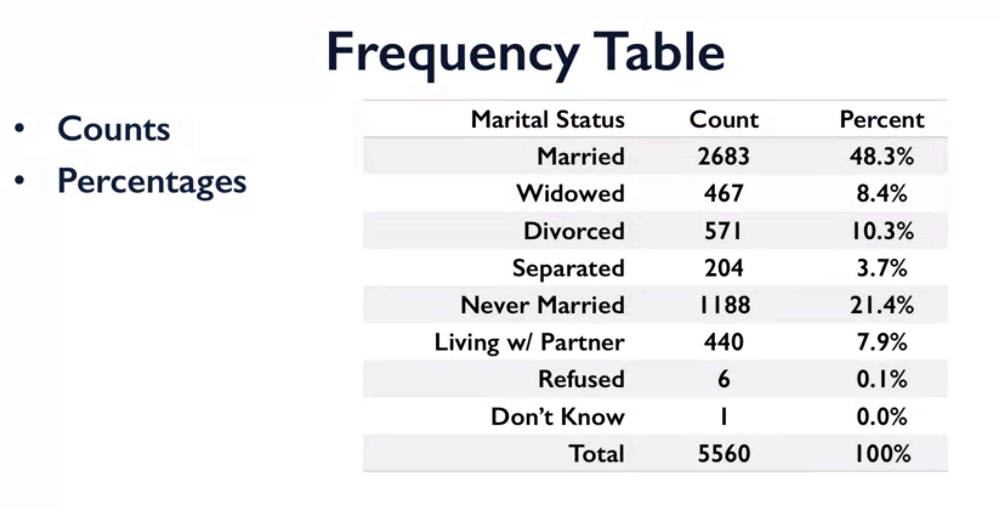 Frequency Table
• Counts
• Percentages
Marital Status Count Percent
Married 2683 48.3%
Widowed 467 8.4%
Divorced 571 10.3%
Separated 204 3.7%
Never Married 1188 21.4%
Living w/ Partner 440 7.9%
Refused 6 0.1%
Don’t Know 1 0.0%
Total 5560 100%